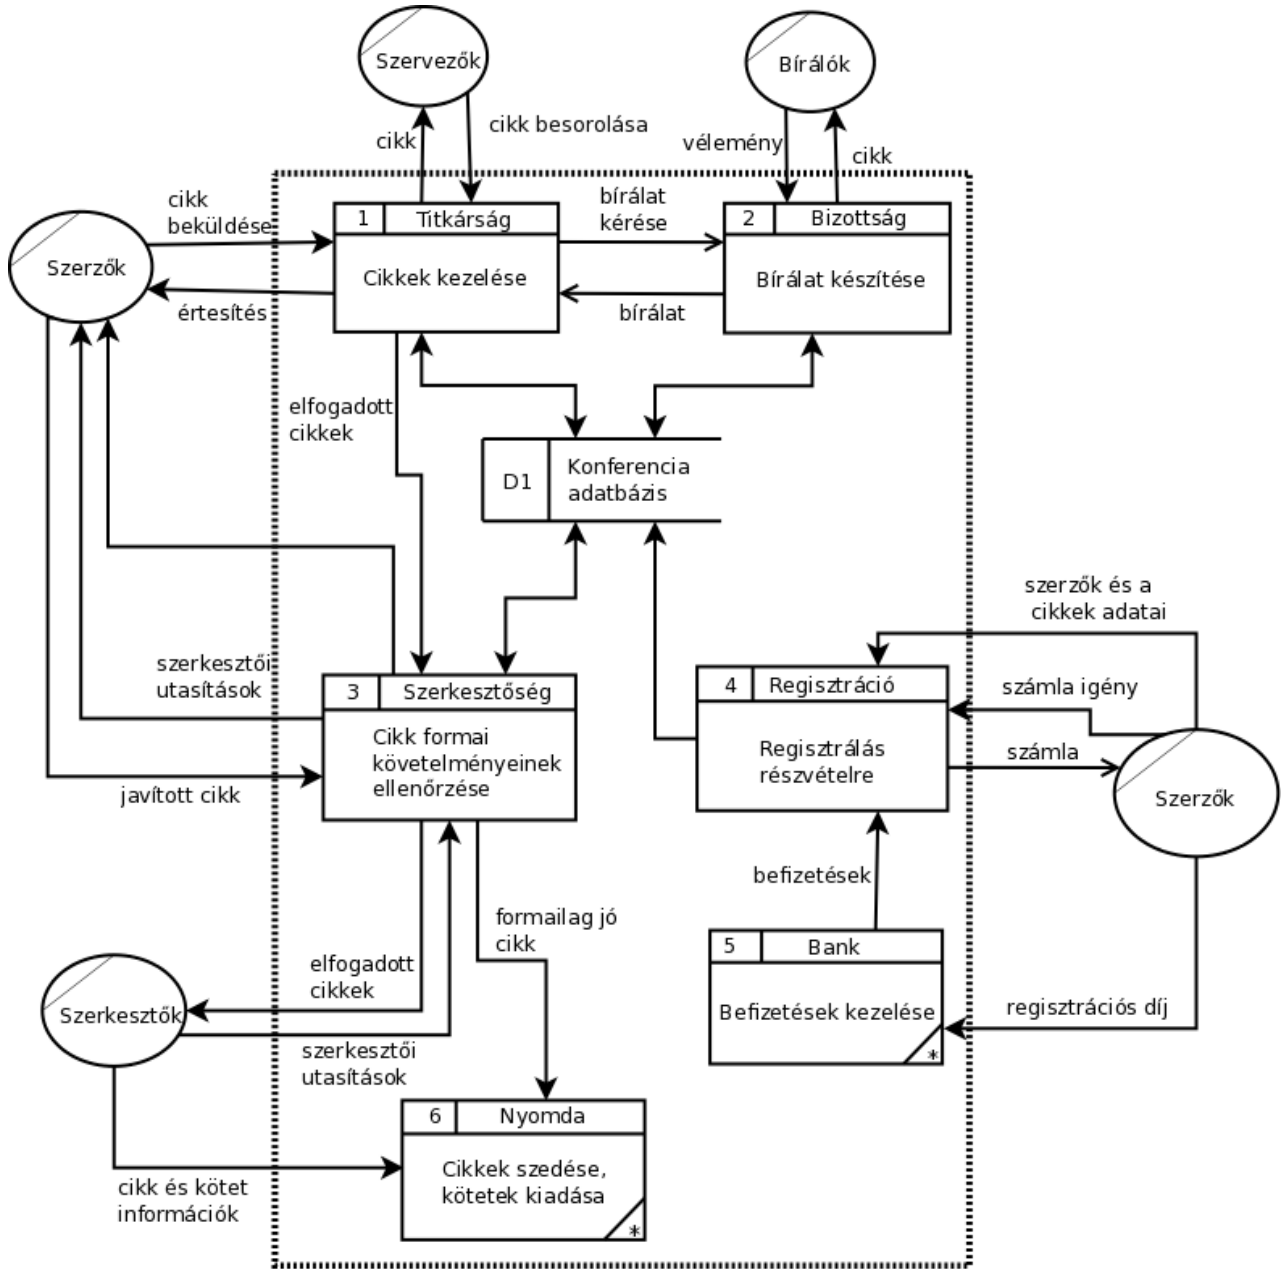 Szervezők
Bírálók
cikk besorolása
cikk
vélemény
cikk
cikk
beküldése
bírálat
kérése
1
Titkárság
2
Bizottság
Szerzők
Cikkek kezelése
Bírálat készítése
értesítés
bírálat
elfogadott
cikkek
D1
Konferencia
adatbázis
szerzők és a
cikkek adatai
szerkesztői
utasítások
3
Szerkesztőség
4
Regisztráció
számla igény
Cikk formai
követelményeinek
ellenőrzése
Regisztrálás
részvételre
számla
javított cikk
Szerzők
befizetések
formailag jó
cikk
5
Bank
elfogadott
cikkek
Szerkesztők
Befizetések kezelése
*
regisztrációs díj
szerkesztői
utasítások
6
Nyomda
Cikkek szedése,
kötetek kiadása
*
cikk és kötet
információk